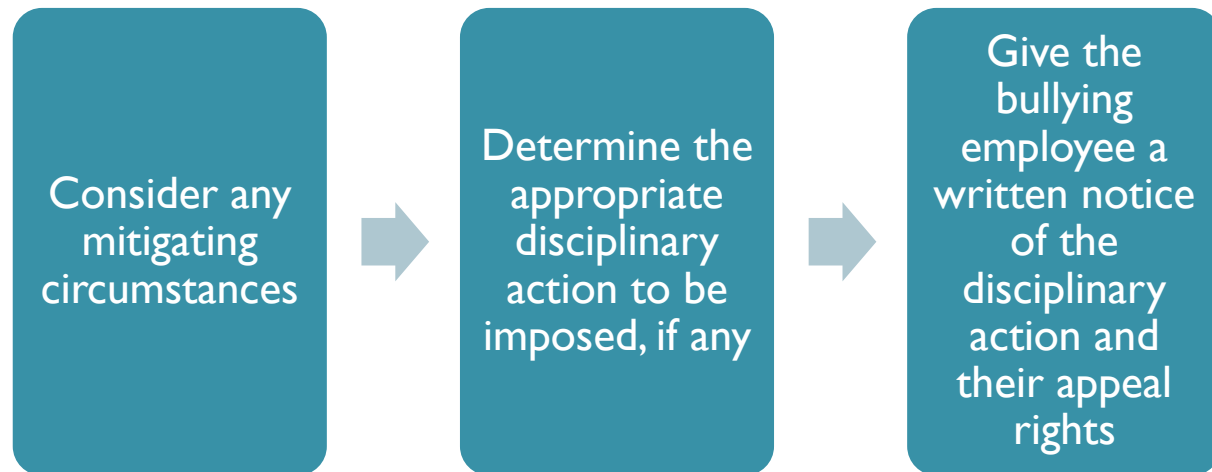 Consider any
mitigating
circumstances
Determine the
appropriate
disciplinary
action to be
imposed, if any
Give the
bullying
employee a
written notice
of the
disciplinary
action and
their appeal
rights